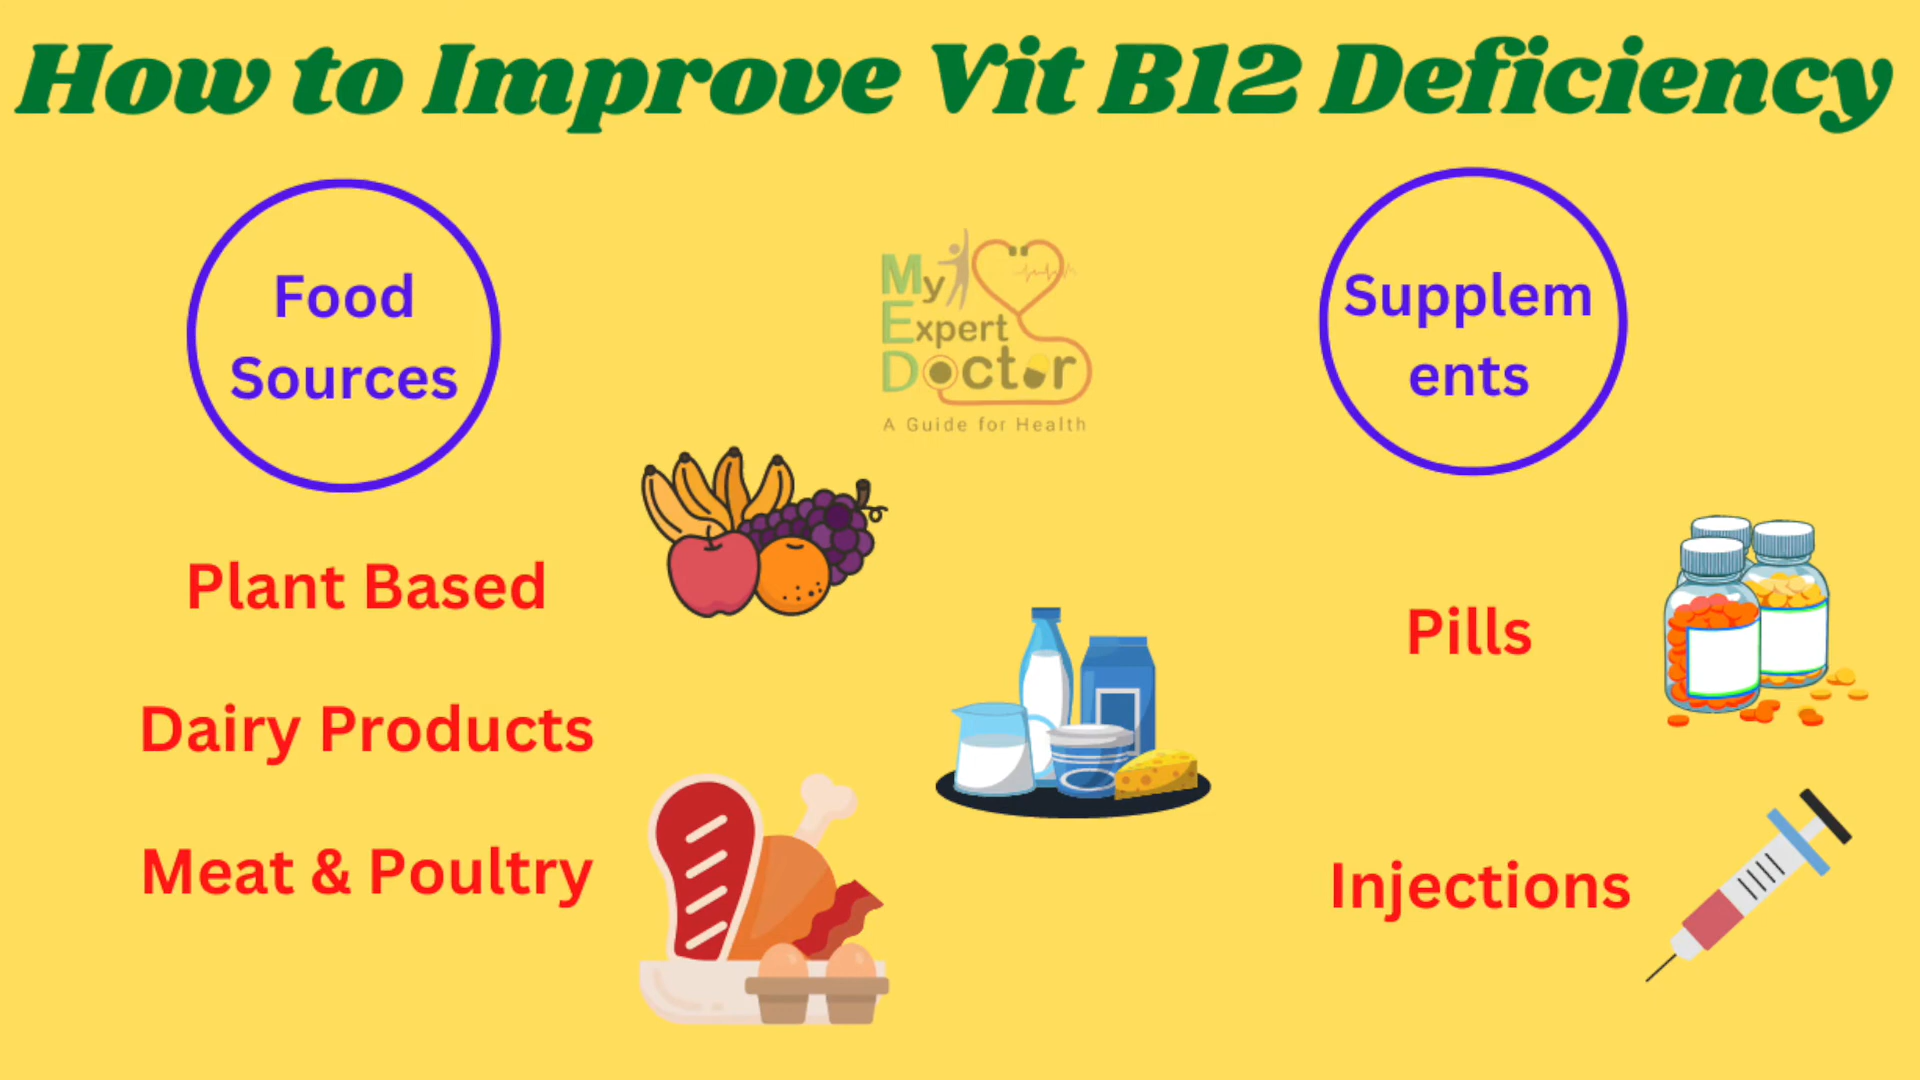 How to Improve Vit B12 Deficiency
Food
Sources
My
Expert
Doctor
A Guide for Health
Supplem
ents
Plant Based
Dairy Products
Meat & Poultry
Pills
Injections